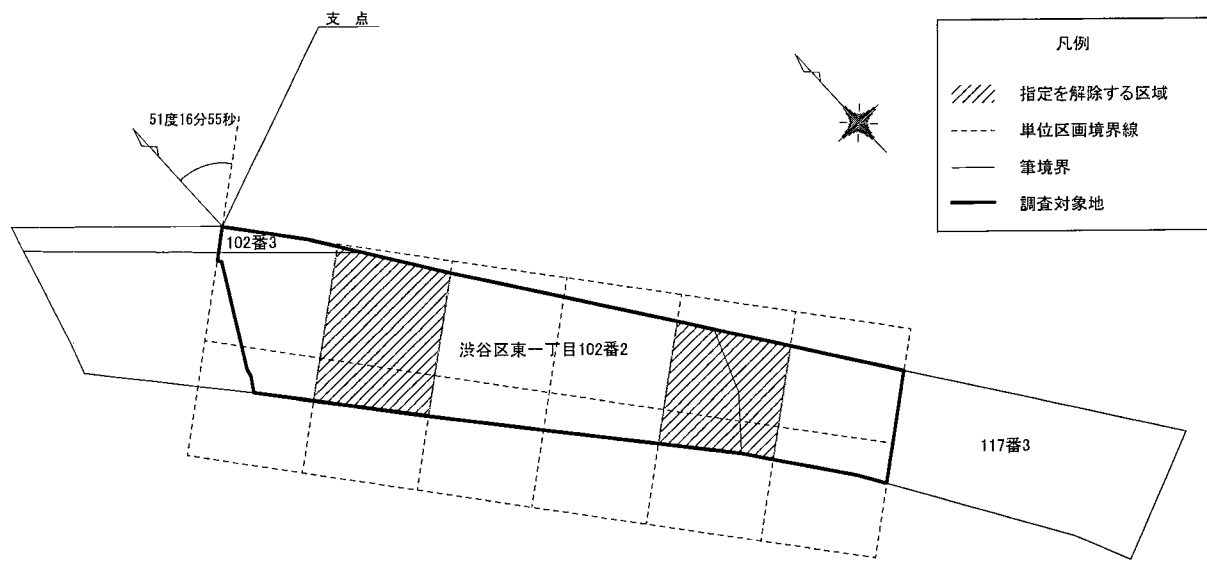 支 点
51度16分55秒
102番3
渋谷区東一丁目102番2
117番3
凡例
指定を解除する区域
単位区画境界線
筆境界
調査対象地